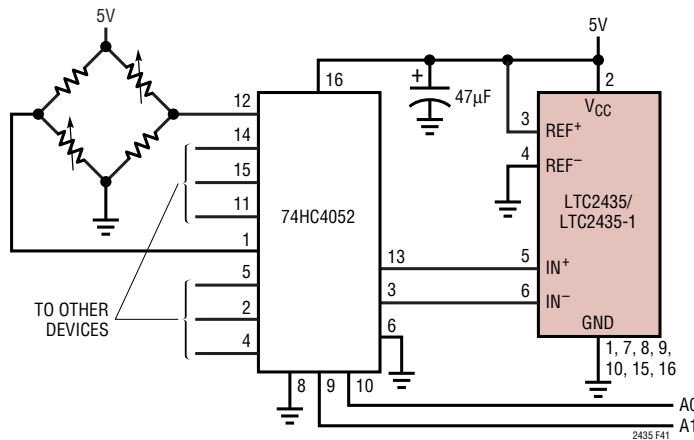 5V
5V
16
2
12
+
47µF
VCC
3
REF+
14
4
REF–
15
LTC2435/
LTC2435-1
11
74HC4052
1
13
5
IN+
5
3
6
IN–
TO OTHER
DEVICES
2
6
GND
4
1, 7, 8, 9,
10, 15, 16
8
9
10
A0
A1
2435 F41